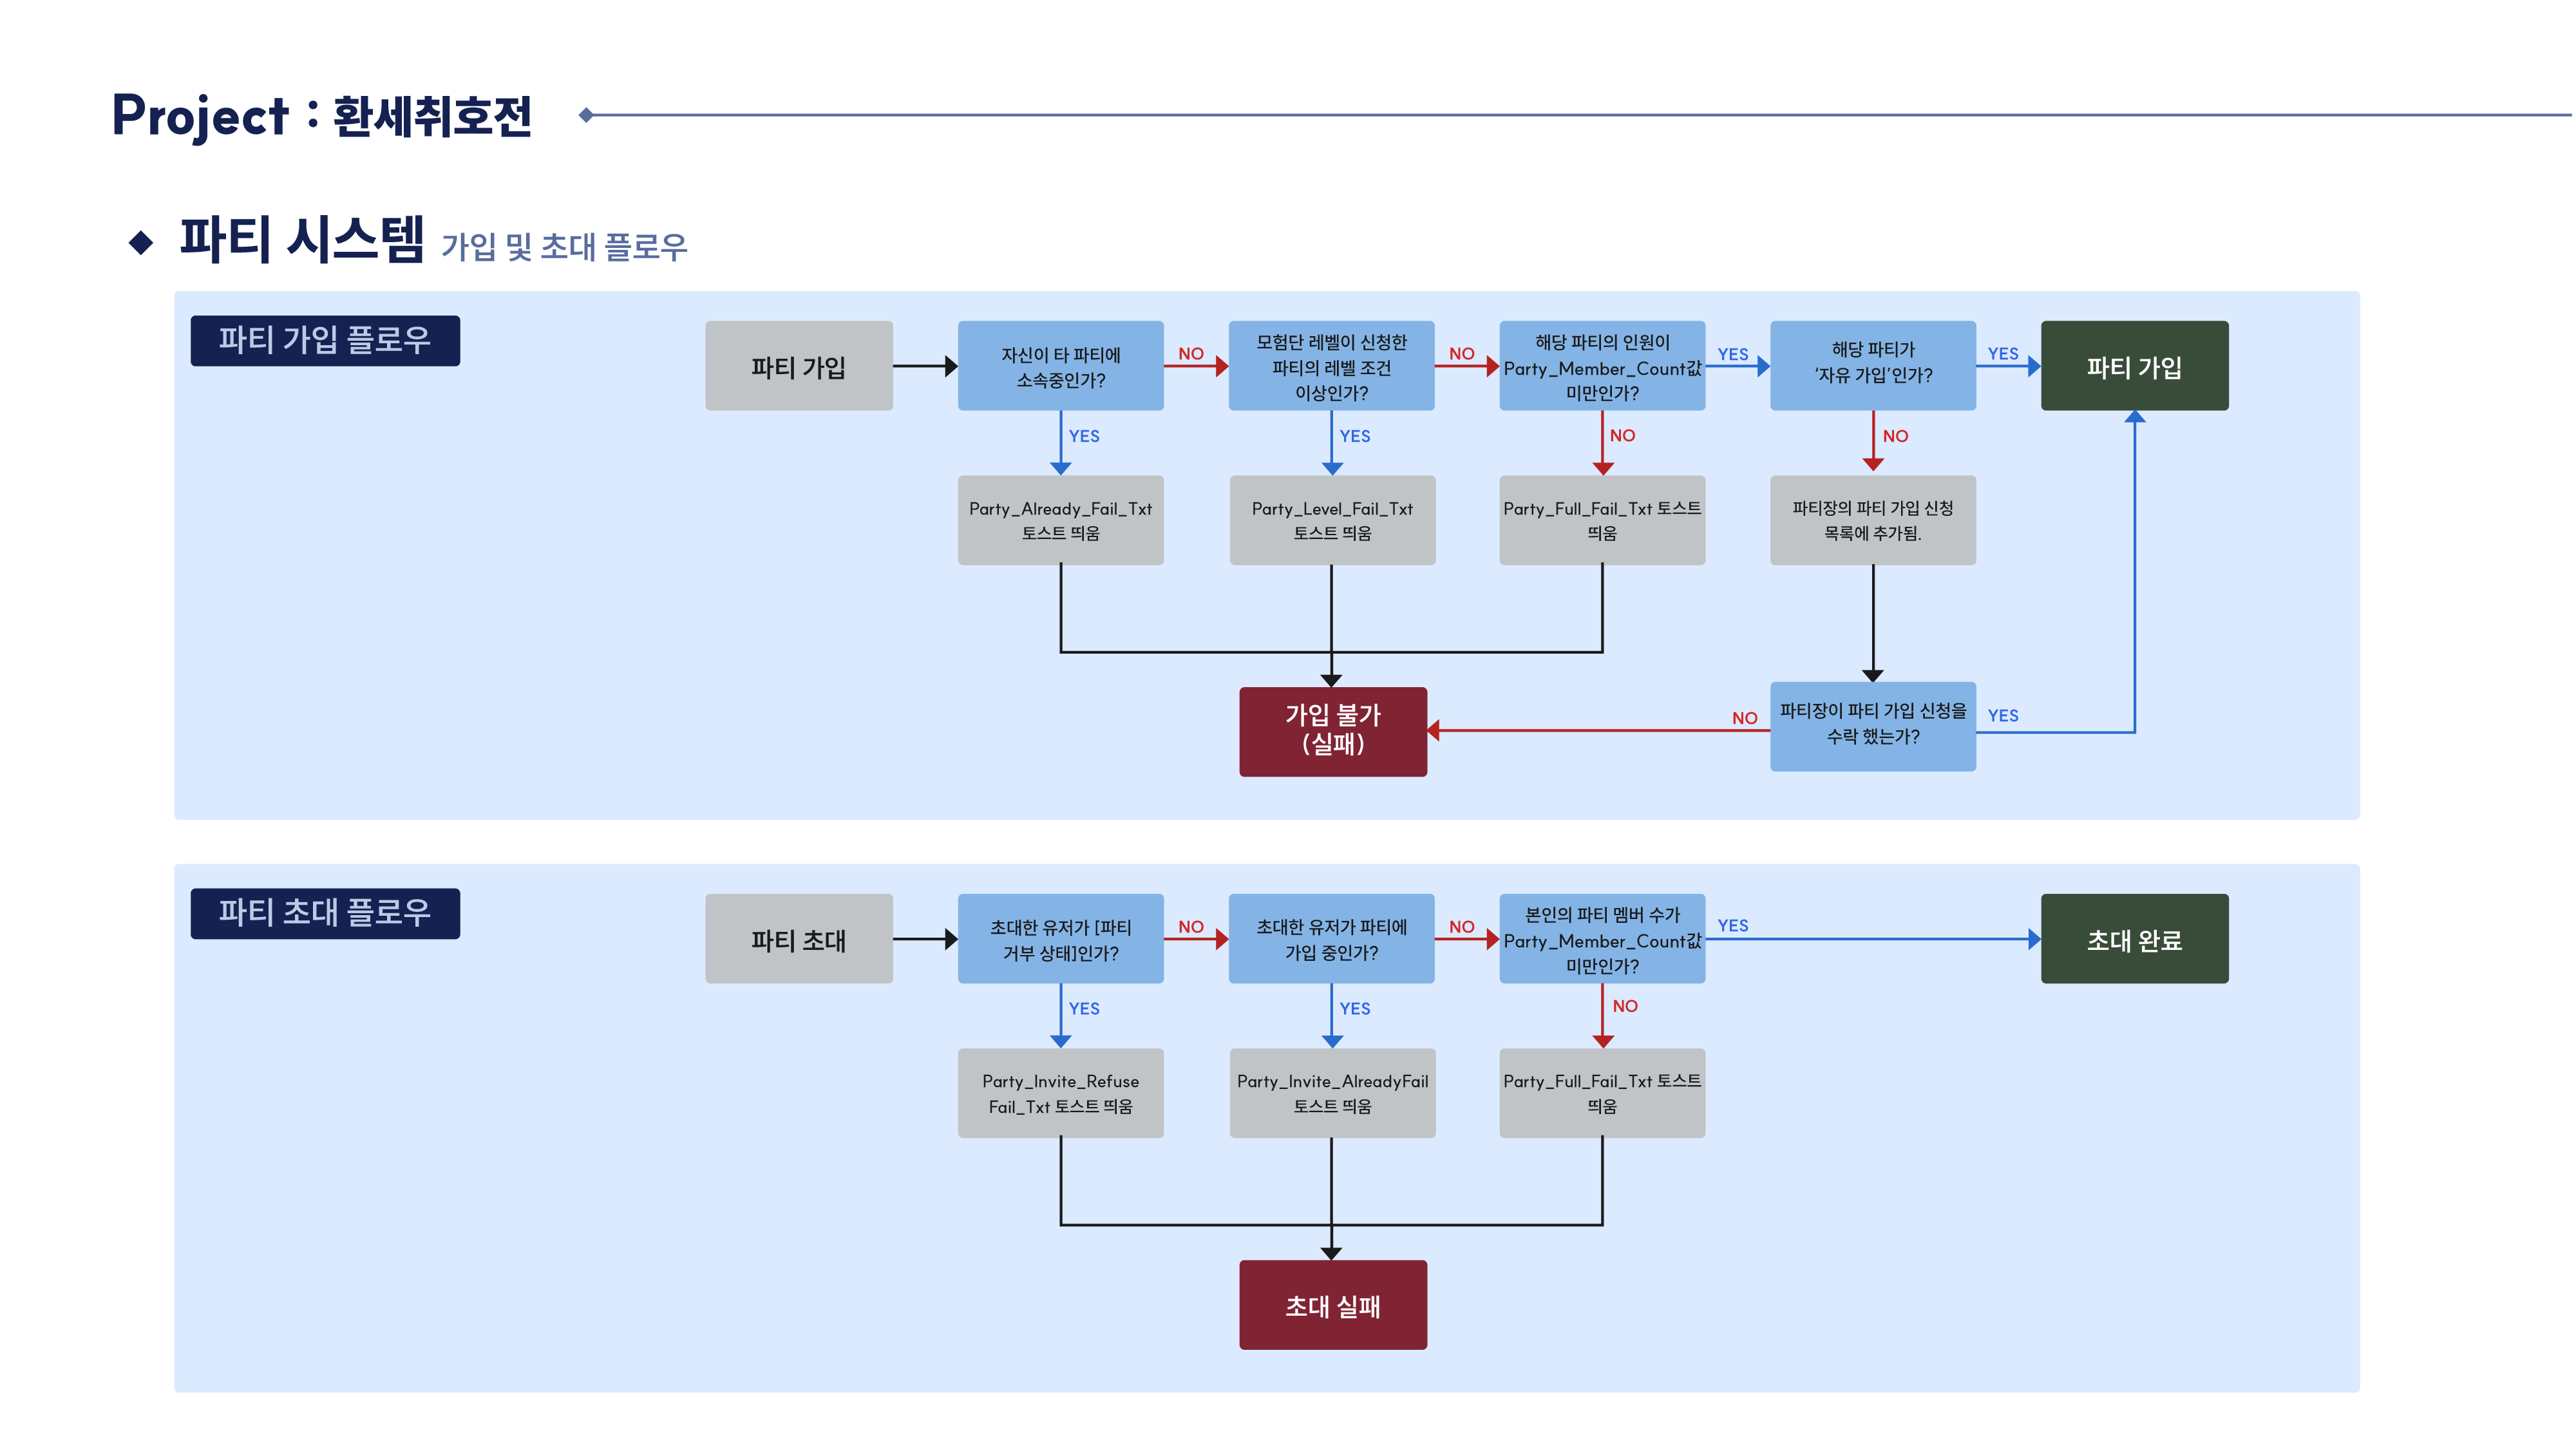 Project : 환세취호전
파티 시스템 가입 및 초대 플로우
파티 가입 플로우
파티 가입
자신이 타 파티에
소속중인가?
NO
모험단 레벨이 신청한
파티의 레벨 조건
이상인가?
NO
해당 파티의 인원이
Party_Member_Count값
미만인가?
YES
해당 파티가
‘자유 가입’인가?
YES
파티 가입
YES
YES
NO
NO
Party_Already_Fail_Txt
토스트 띄움
Party_Level_Fail_Txt
토스트 띄움
Party_Full_Fail_Txt 토스트
띄움
파티장의 파티 가입 신청
목록에 추가됨.
가입 불가
(실패)
NO
파티장이 파티 가입 신청을
수락 했는가?
YES
파티 초대 플로우
파티 초대
초대한 유저가 [파티
거부 상태]인가?
NO
초대한 유저가 파티에
가입 중인가?
NO
본인의 파티 멤버 수가
Party_Member_Count값
미만인가?
YES
초대 완료
YES
YES
NO
Party_Invite_Refuse
Fail_Txt 토스트 띄움
Party_Invite_AlreadyFail
토스트 띄움
Party_Full_Fail_Txt 토스트
띄움
초대 실패